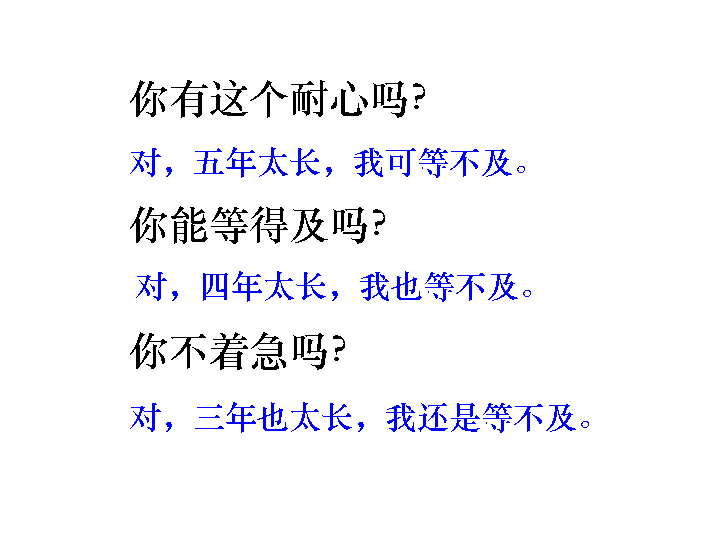 你有这个耐心吗?
对，五年太长，我可等不及。
你能等得及吗?
对，四年太长，我也等不及。
你不着急吗?
对，三年也太长，我还是等不及。